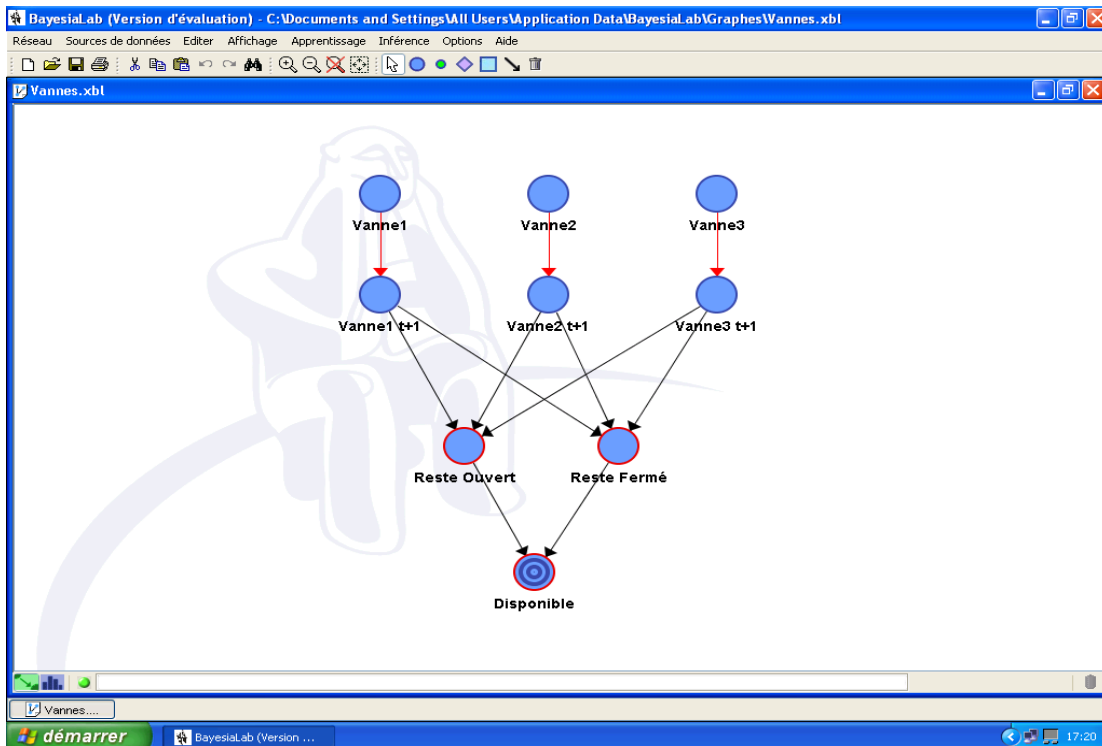 BayesiaLab (Version d'évaluation) - C:\Documents and Settings\All Users\Application Data\BayesiaLab\Graphes\Vannes.xbl
Réseau Sources de données Editer Affichage Apprentissage Inférence Options Aide
Vannes.xbl
Vanne1 Vanne2 Vanne3
Vanne1 t+1 Vanne2 t+1 Vanne3 t+1
Reste Ouvert Reste Fermé
Disponible
Vannes....
démarrer BayesiaLab (Version ... 17:20